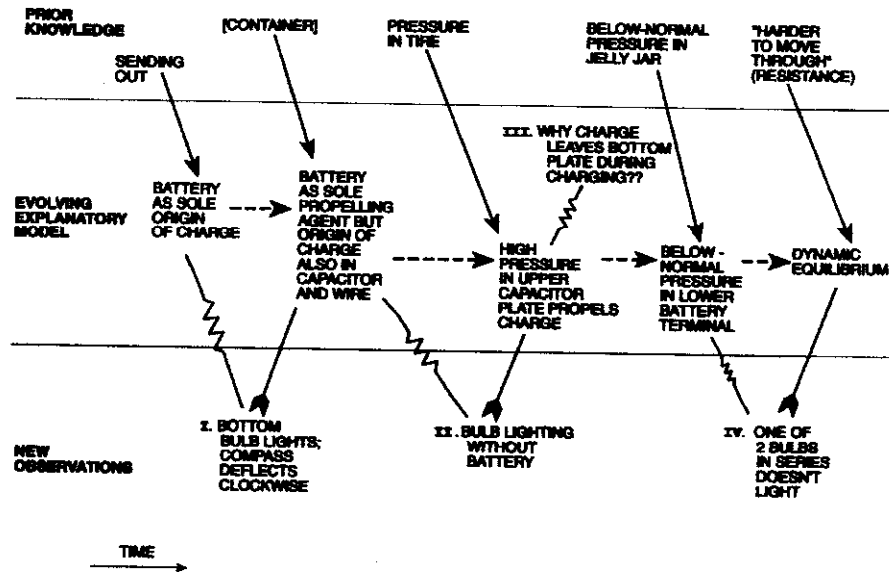 PRIOR
KNOWLEDGE
SENDING
OUT
[CONTAINER]
PRESSURE
IN TIRE
BELOW-NORMAL
PRESSURE IN
JELLY JAR
"HARDER
TO MOVE
THROUGH"
(RESISTANCE)
EVOLVING
EXPLANATORY
MODEL
BATTERY
AS SOLE
ORIGIN
OF CHARGE
BATTERY
AS SOLE
PROPELLING
AGENT BUT
ORIGIN OF
CHARGE
ALSO IN
CAPACITOR
AND WIRE
III. WHY CHARGE
LEAVES BOTTOM
PLATE DURING
CHARGING??
HIGH
PRESSURE
IN UPPER
CAPACITOR
PLATE PROPELS
CHARGE
BELOW-
NORMAL
PRESSURE
IN LOWER
BATTERY
TERMINAL
DYNAMIC
EQUILIBRIUM
NEW
OBSERVATIONS
I. BOTTOM
BULB LIGHTS;
COMPASS
DEFLECTS
CLOCKWISE
II. BULB LIGHTING
WITHOUT
BATTERY
IV. ONE OF
2 BULBS
IN SERIES
DOESN'T
LIGHT
TIME